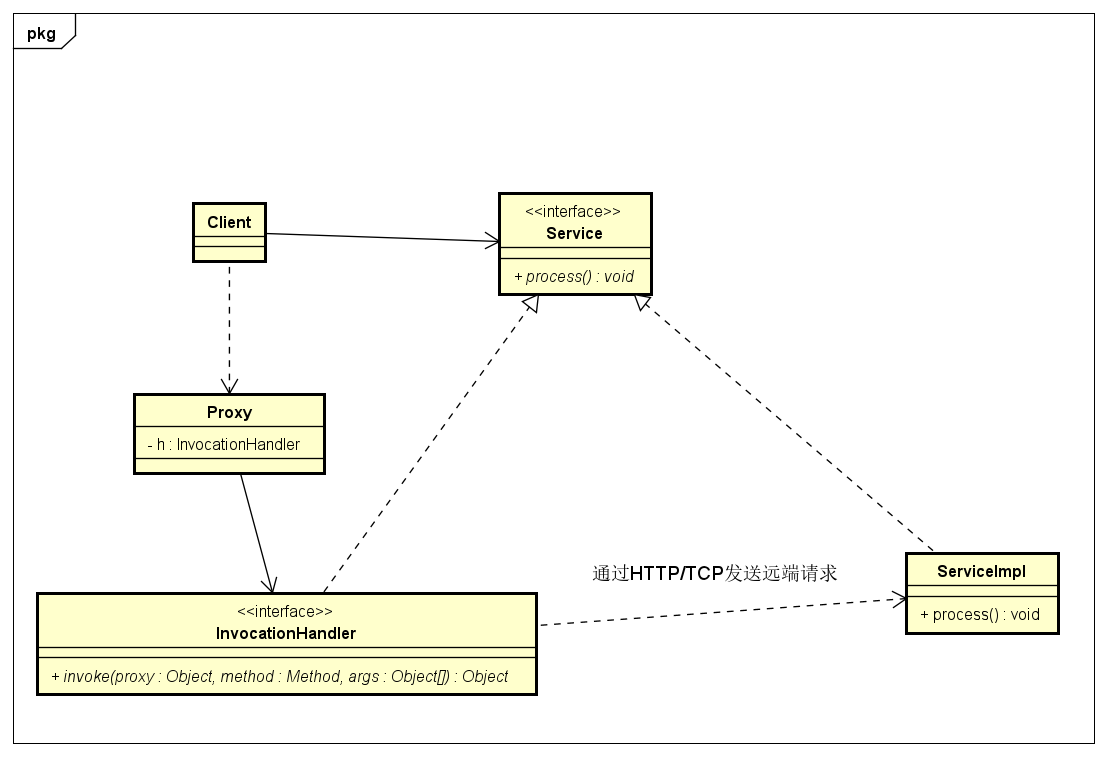 pkg
Client
<<interface>>
Service
+ process() : void
Proxy
- h : InvocationHandler
<<interface>>
InvocationHandler
+ invoke(proxy : Object, method : Method, args : Object[]) : Object
通过HTTP/TCP发送远端请求
ServiceImpl
+ process() : void